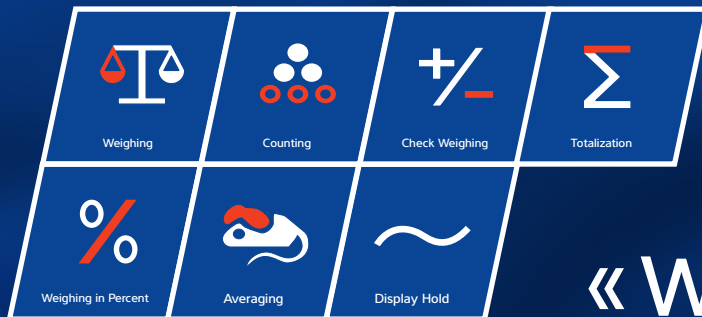 Weighing
Counting
Check Weighing
Totalization
Weighing in Percent
Averaging
Display Hold
« W